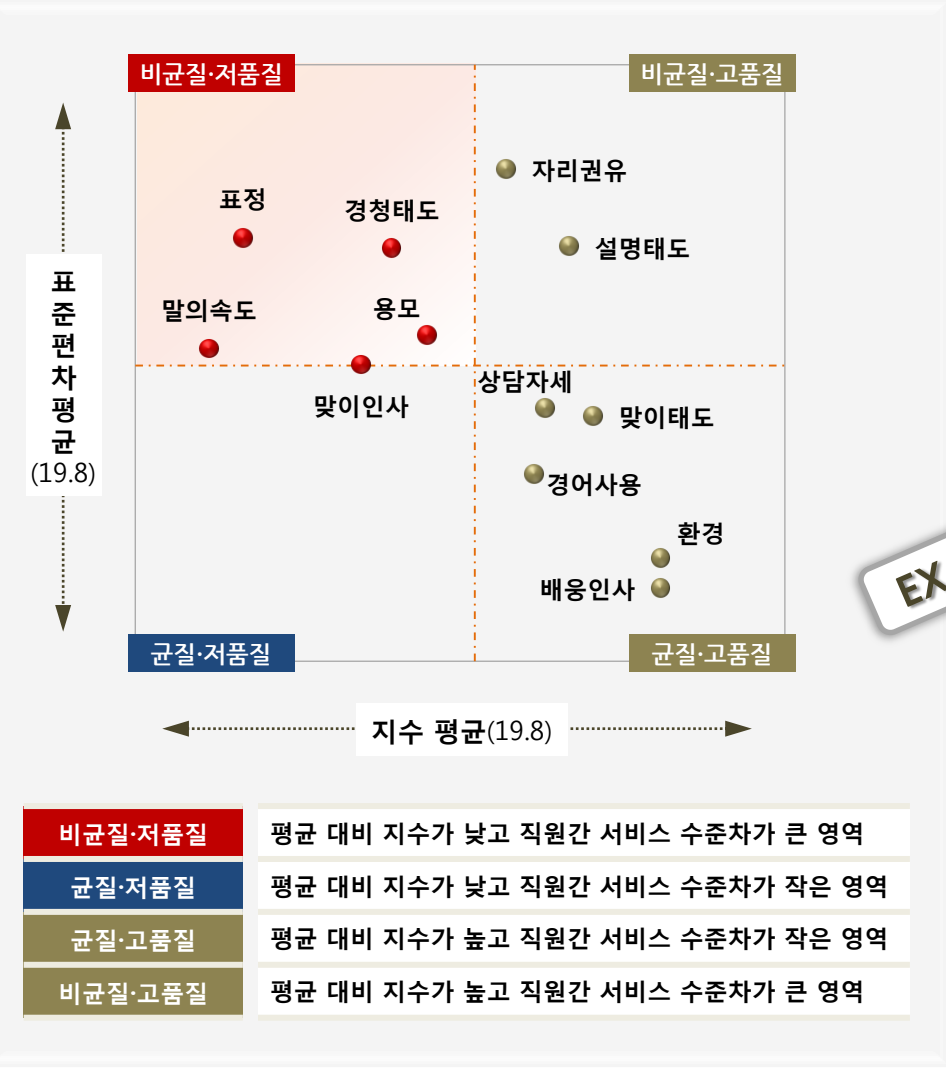 비균질·저품질
비균질·고품질
자리권유
표정
경청태도
설명태도
표준편차평균
(19.8)
말의속도
용모
상담자세
맞이인사
맞이태도
경어사용
환경
EX
배웅인사
균질·저품질
균질·고품질
지수 평균(19.8)
비균질·저품질
평균 대비 지수가 낮고 직원간 서비스 수준차가 큰 영역
균질·저품질
평균 대비 지수가 낮고 직원간 서비스 수준차가 작은 영역
균질·고품질
평균 대비 지수가 높고 직원간 서비스 수준차가 작은 영역
비균질·고품질
평균 대비 지수가 높고 직원간 서비스 수준차가 큰 영역